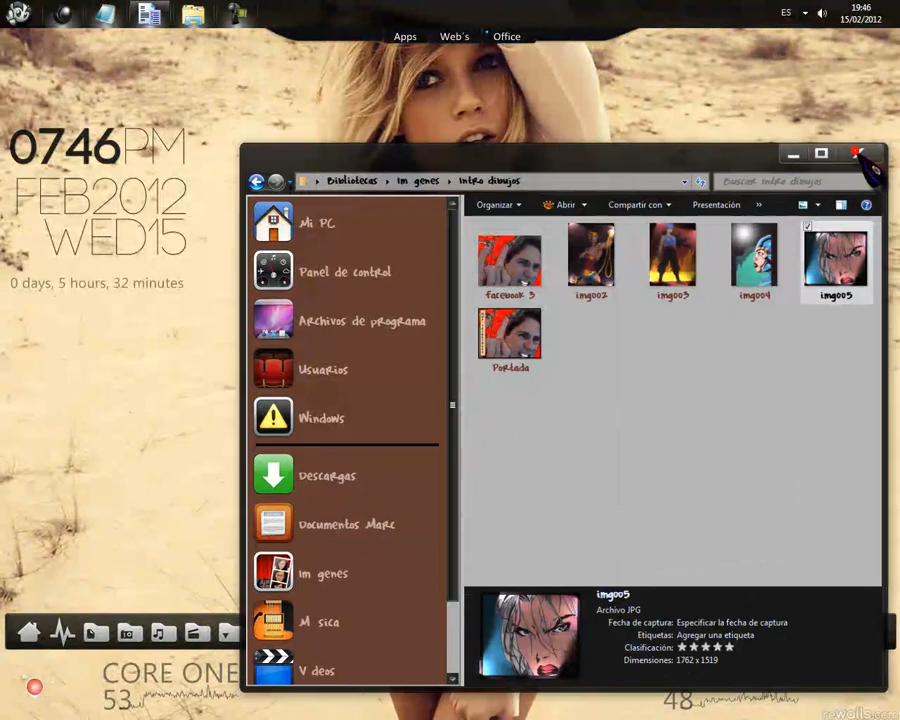 ES
19:46
15/02/2012
Apps
Web´s
Office
0746PM
FEB2012
WED15
0 days, 5 hours, 32 minutes
Bibliotecas
Im genes
Intro dibujos
Buscar Intro dibujos
Organizar
Abrir
Compartir con
Presentación
»
Mi PC
Panel de control
Archivos de programa
Usuarios
Windows
Descargas
Documentos Marc
Im genes
M sica
V deos
facebook 3
img002
img003
img004
img005
Portada
img005
Archivo JPG
Fecha de captura: Especificar la fecha de captura
Etiquetas: Agregar una etiqueta
Clasificación:
Dimensiones: 1762 x 1519
CORE ONE
53
48
rewalls.com